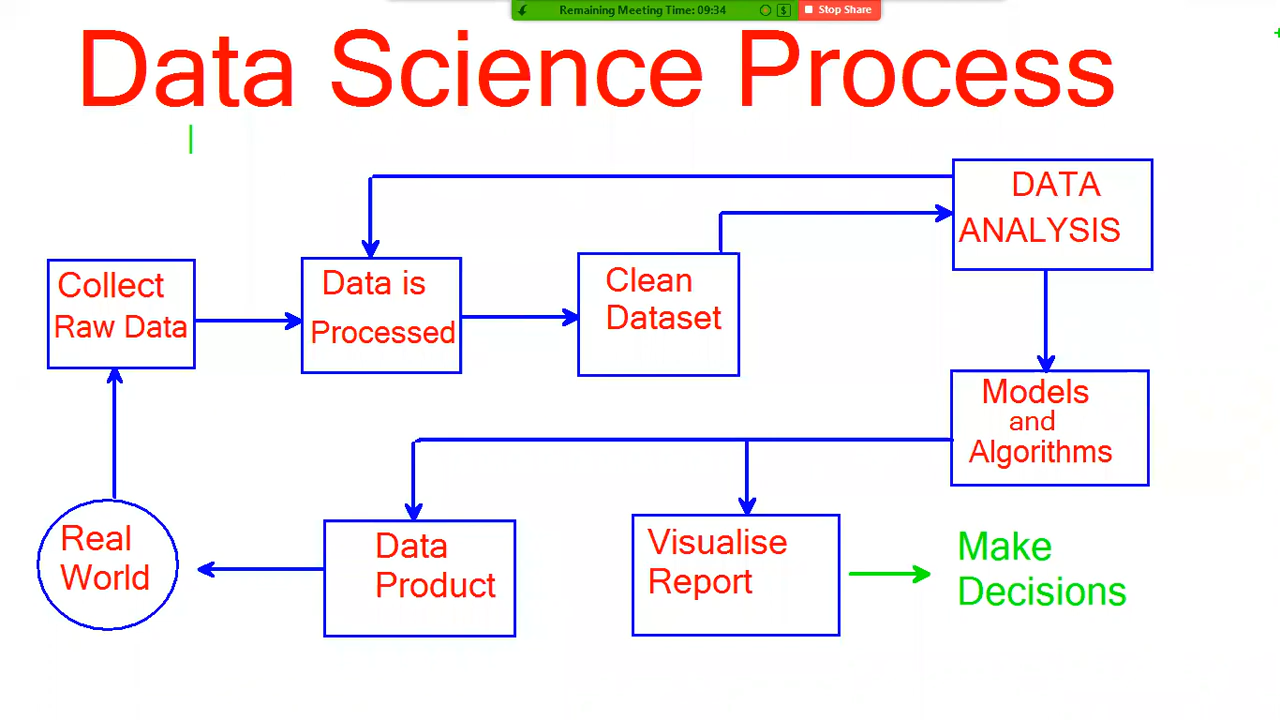 Remaining Meeting Time: 09:34
$
Stop Share
Data Science Process
DATA
ANALYSIS
Collect
Raw Data
Data is
Processed
Clean
Dataset
Models
and
Algorithms
Real
World
Data
Product
Visualise
Report
Make
Decisions